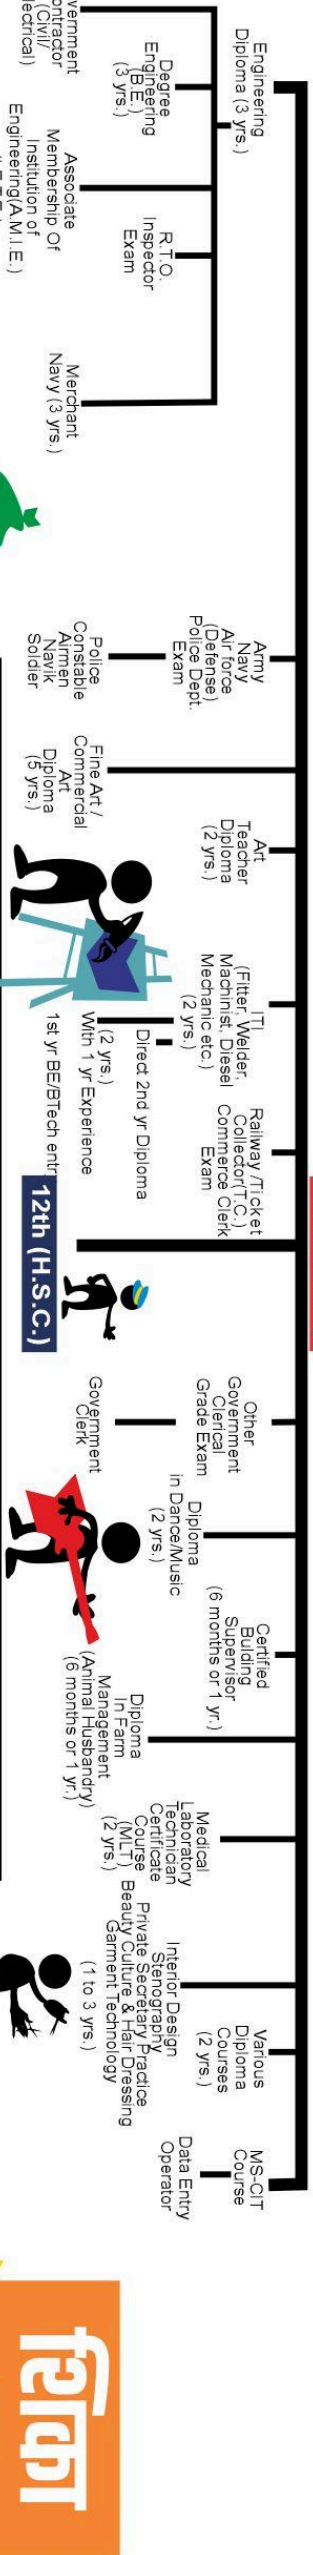 Engineering
Diploma (3 yrs.)
Degree
Engineering
(B.E.)
(3 yrs.)
(Civil/
Associate
Membership Of
Institution of
Engineering(A.M.I.E.)
R.T.O.
Inspector
Exam
Merchant
Navy (3 yrs.)
Army
Navy
Air force
(Defense)
Police Dept.
Exam
Police
Constable
Airmen
Navik
Soldier
Fine Art /
Commercial
Art
Diploma
(5 yrs.)
Art
Teacher
Diploma
(2 yrs.)
ITI
(Fitter, Welder,
Machinist, Diesel
Mechanic etc.)
(2 yrs.)
Direct 2nd yr Diploma
(2 yrs.)
With 1 yr Experience
1st yr BE/BTech entr
Railway /Ticket
Collector(T.C.)
Commerce Clerk
Exam
12th (H.S.C.)
Other
Government
Clerical
Grade Exam
Government
Clerk
Diploma
in Dance/Music
(2 yrs.)
Certified
Bulding
Supervisor
(6 months or 1 yr.)
Diploma
In Farm
Management
(Animal Husbandry)
(6 months or 1 yr.)
Medical
Laboratory
Technician
Certificate
Course
(MLT)
(2 yrs.)
Interior Design
Stenography
Private Secretary Practice
Beauty Culture & Hair Dressing
Garment Technology
(1 to 3 yrs.)
Various
Diploma
Courses
(2 yrs.)
MS-CIT
Course
Data Entry
Operator